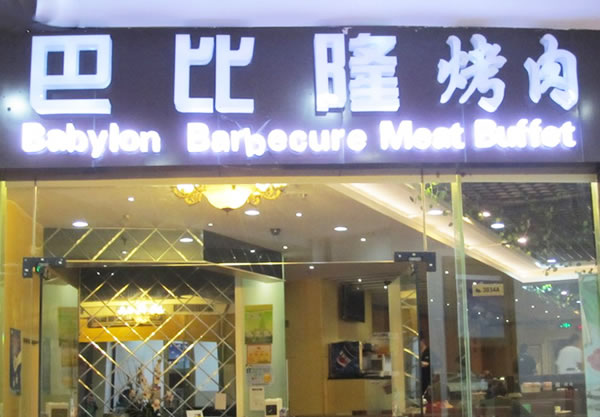 巴比隆烤肉
Babylon Barbecure Meat Buffet